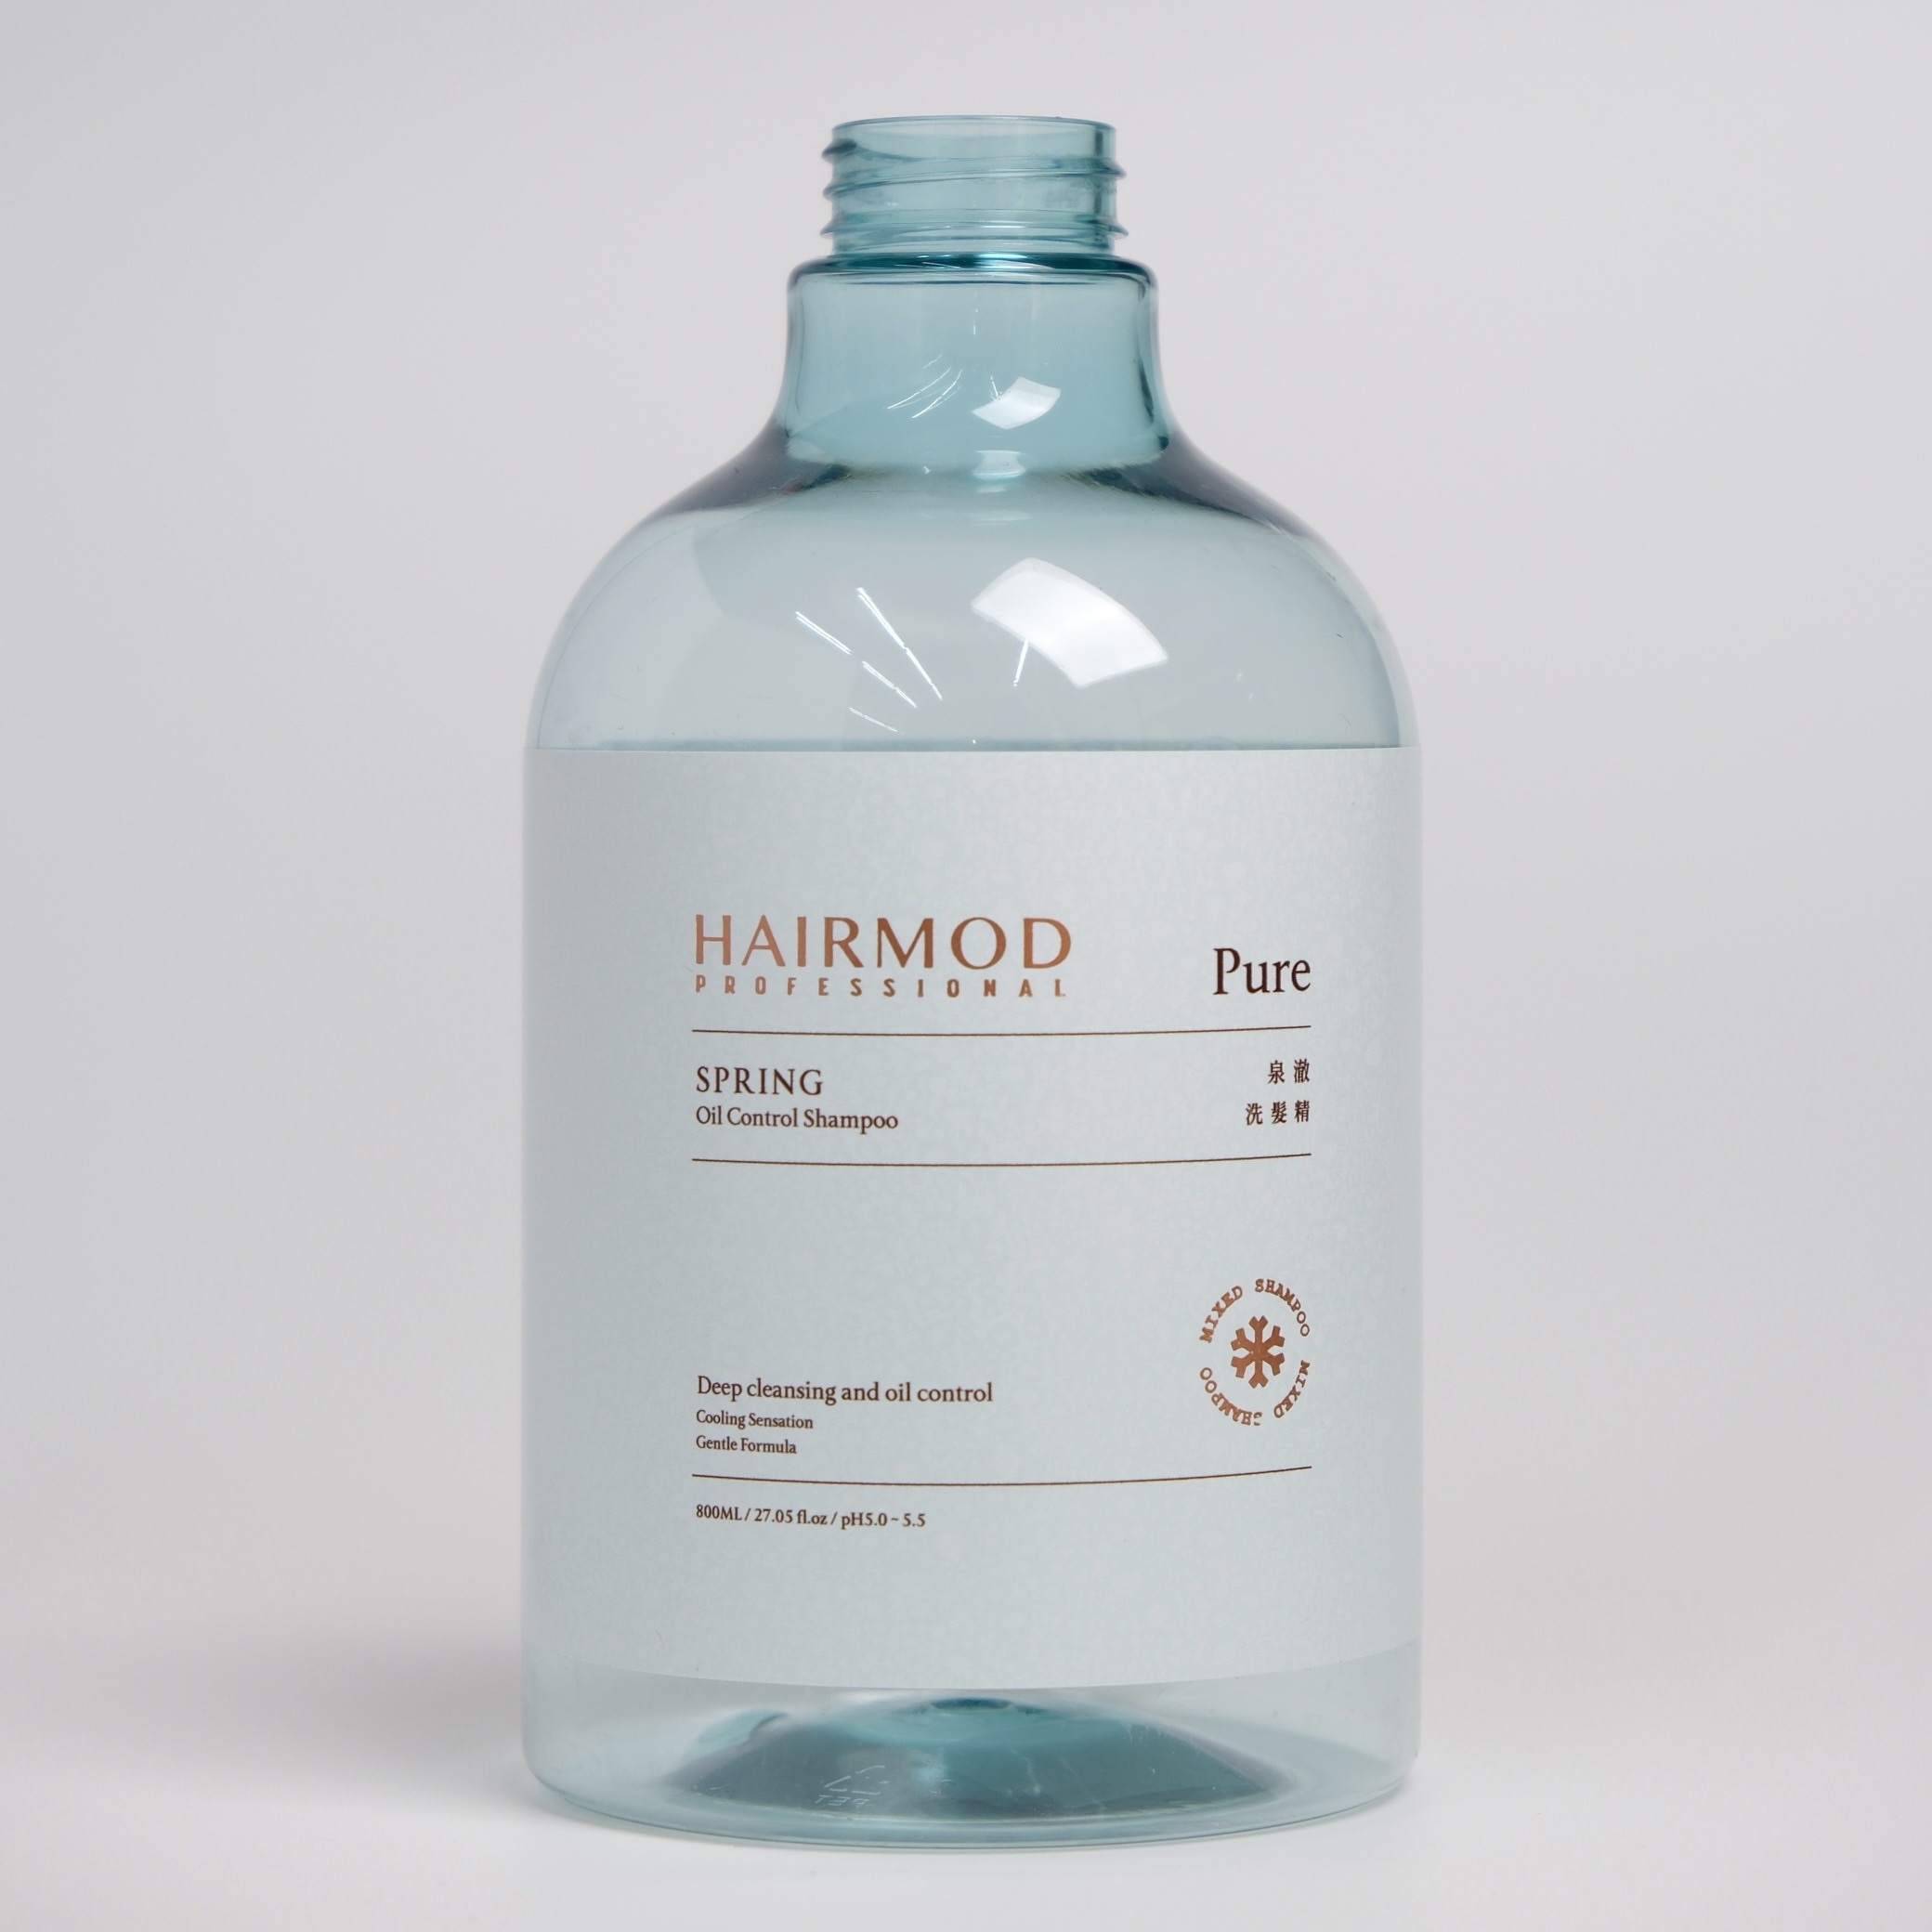 HAIRMOD
PROFESSIONAL
Pure
SPRING
Oil Control Shampoo
泉澈
洗髮精
MIXED SHAMPOO MIXED SHAMPOO
Deep cleansing and oil control
Cooling Sensation
Gentle Formula
800ML / 27.05 fl.oz / pH5.0 ~ 5.5
PET